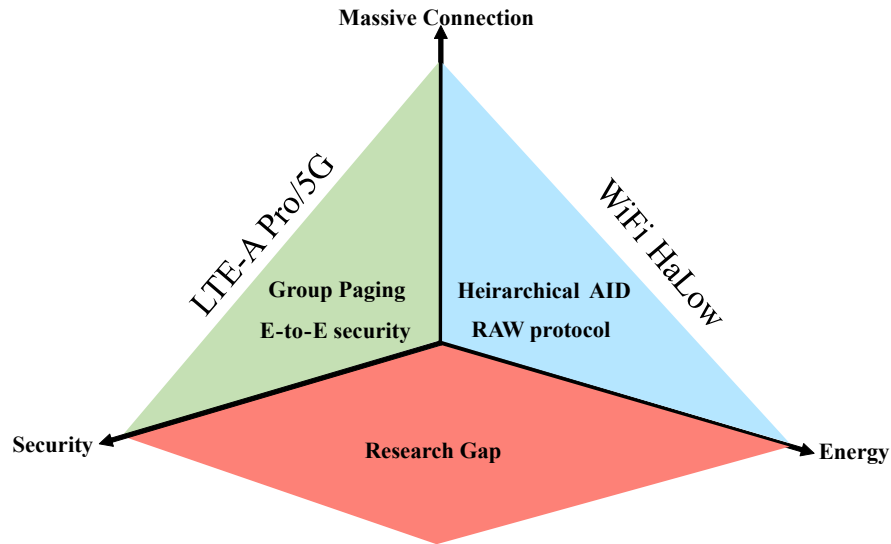 Massive Connection
LTE-A Pro/5G
WiFi HaLow
Group Paging
E-to-E security
Heirarchical AID
RAW protocol
Security
Energy
Research Gap